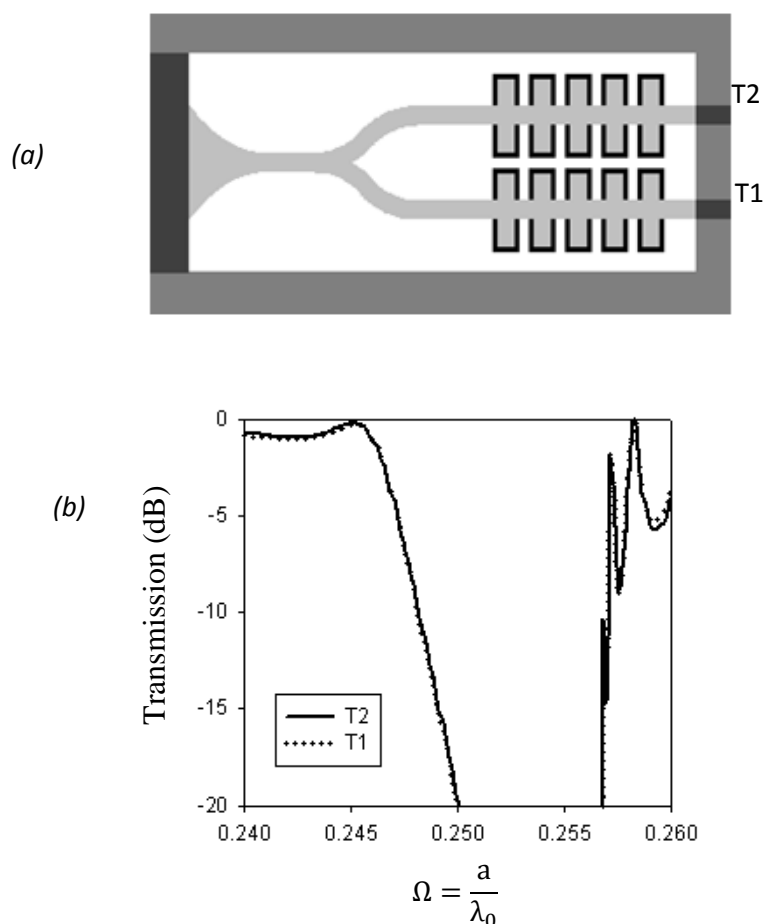 T2
(a)
T1
(b)
Transmission (dB)
0
-5
-10
-15
-20
T2
T1
0.240 0.245 0.250 0.255 0.260
Ω = a/λ₀